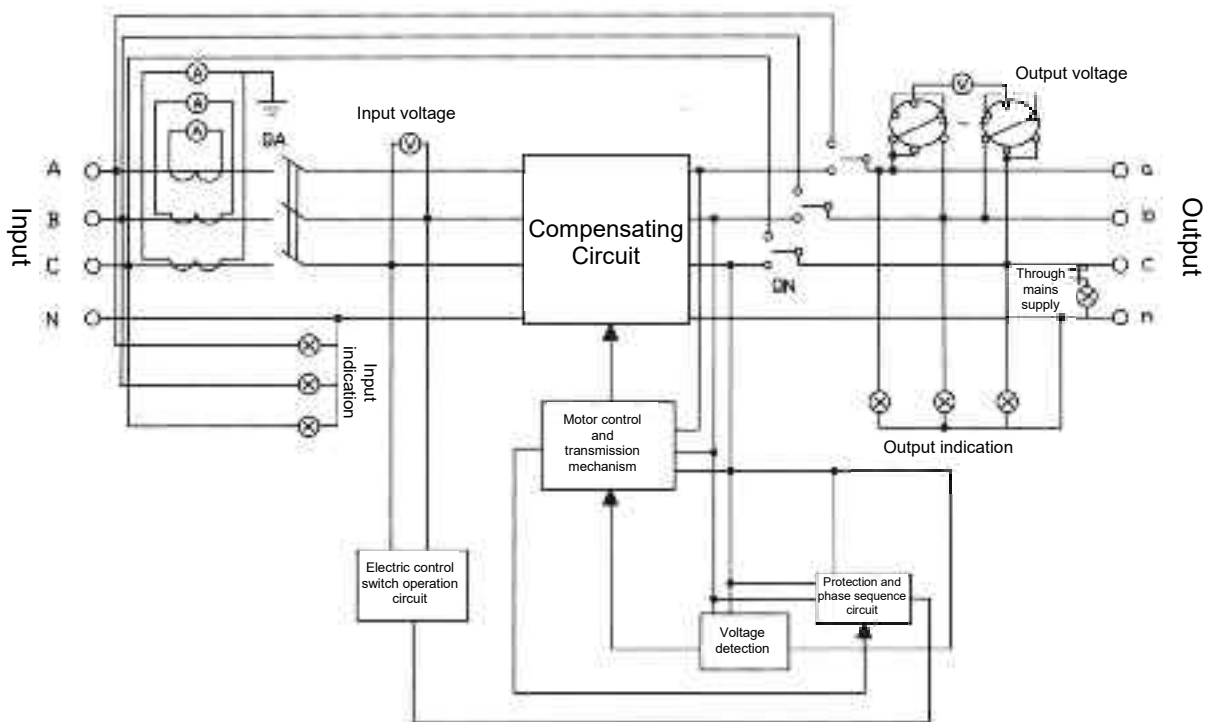 Output voltage
A
Input voltage
V
V
A
A
DA
A
a
B
b
Input
Compensating
Circuit
Output
C
DN
c
Through
mains
supply
N
n
Input
indication
Motor control
and
transmission
mechanism
Output indication
Electric control
switch operation
circuit
Protection and
phase sequence
circuit
Voltage
detection